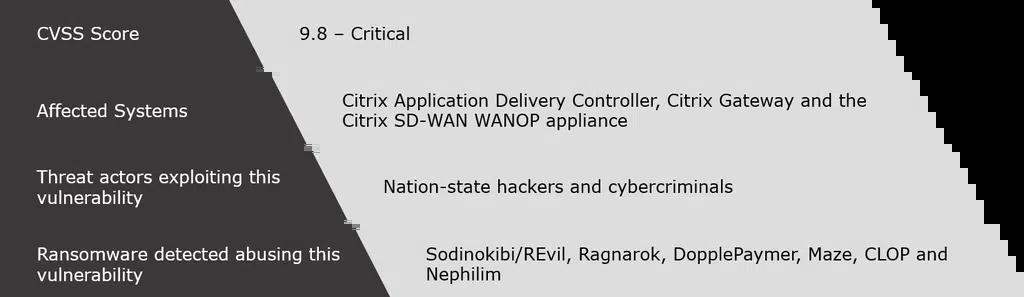 CVSS Score
9.8 – Critical
Affected Systems
Citrix Application Delivery Controller, Citrix Gateway and the
Citrix SD-WAN WANOP appliance
Threat actors exploiting this
vulnerability
Nation-state hackers and cybercriminals
Ransomware detected abusing this
vulnerability
Sodinokibi/REvil, Ragnarok, DopplePaymer, Maze, CLOP and
Nephilim